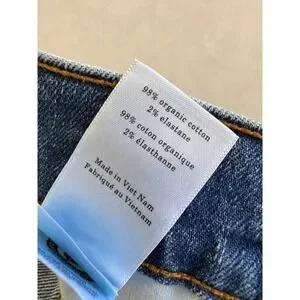 98% organic cotton
2% elastane
98% coton organique
2% élasthanne
Made in Viet Nam
Fabriqué au Vietnam